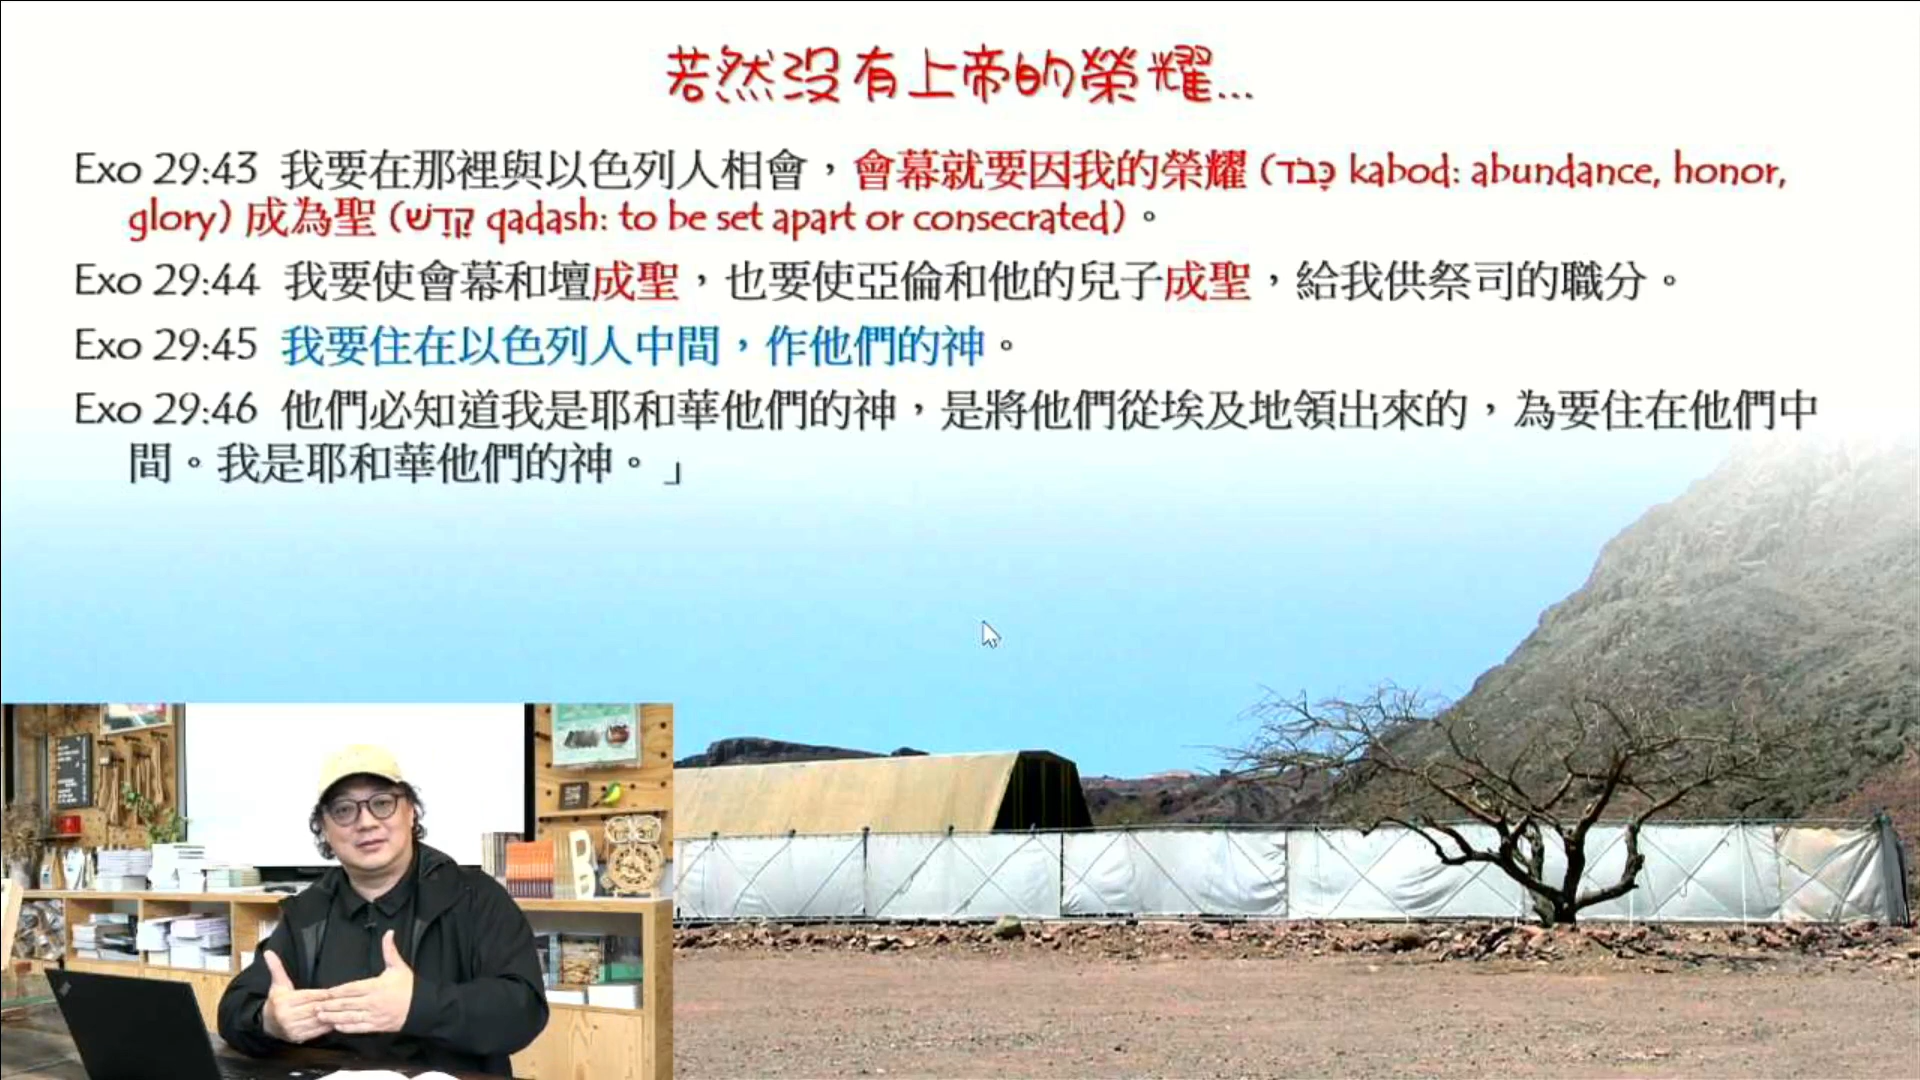 若然沒有上帝的榮耀...
Exo 29:43 我要在那裡與以色列人相會，會幕就要因我的榮耀 (כָּבֹד kabod: abundance, honor,
glory) 成為聖 (קָדַשׁ qadash: to be set apart or consecrated)。
Exo 29:44 我要使會幕和壇成聖，也要使亞倫和他的兒子成聖，給我供祭司的職分。
Exo 29:45 我要住在以色列人中間，作他們的神。
Exo 29:46 他們必知道我是耶和華他們的神，是將他們從埃及地領出來的，為要住在他們中
間。我是耶和華他們的神。」